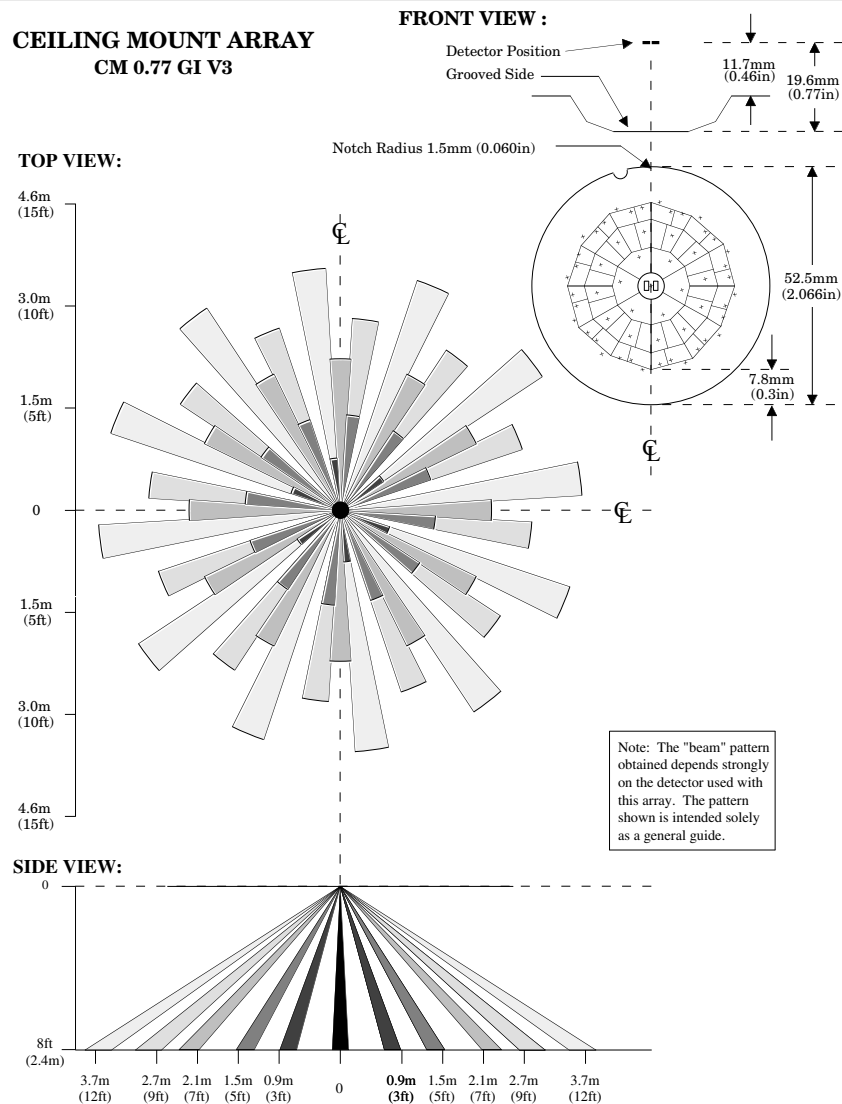 CEILING MOUNT ARRAY
CM 0.77 GI V3
FRONT VIEW :
Detector Position
Grooved Side
11.7mm
(0.46in)
19.6mm
(0.77in)
Notch Radius 1.5mm (0.060in)
52.5mm
(2.066in)
7.8mm
(0.3in)
℄
TOP VIEW:
4.6m
(15ft)
3.0m
(10ft)
1.5m
(5ft)
0
1.5m
(5ft)
3.0m
(10ft)
4.6m
(15ft)
℄
℄
Note: The "beam" pattern
obtained depends strongly
on the detector used with
this array. The pattern
shown is intended solely
as a general guide.
SIDE VIEW:
0
8ft
(2.4m)
3.7m
(12ft)
2.7m
(9ft)
2.1m
(7ft)
1.5m
(5ft)
0.9m
(3ft)
0
0.9m
(3ft)
1.5m
(5ft)
2.1m
(7ft)
2.7m
(9ft)
3.7m
(12ft)